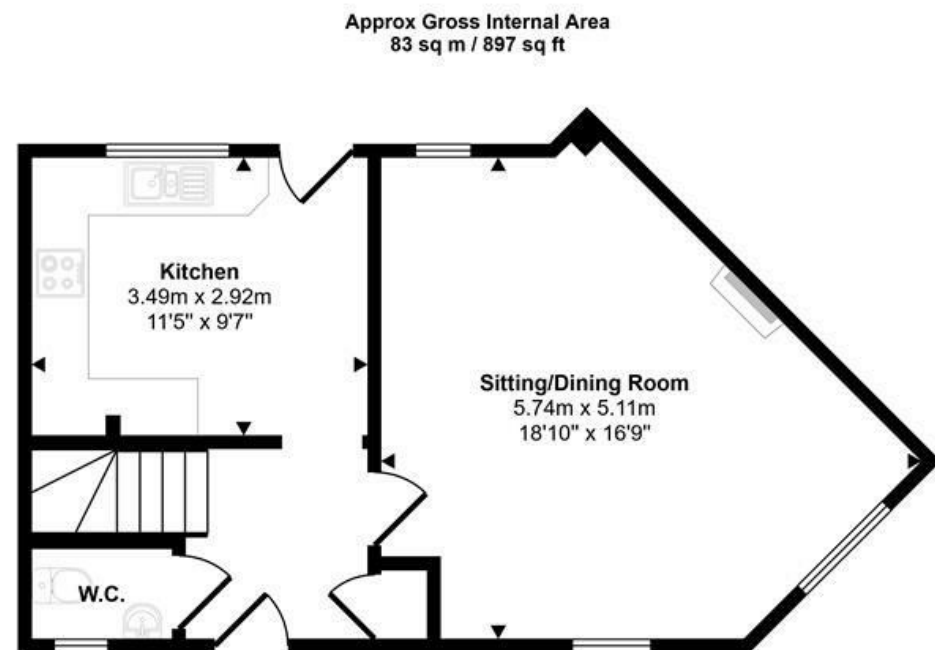 Approx Gross Internal Area
83 sq m / 897 sq ft
Kitchen
3.49m x 2.92m
11'5" x 9'7"
Sitting/Dining Room
5.74m x 5.11m
18'10" x 16'9"
W.C.